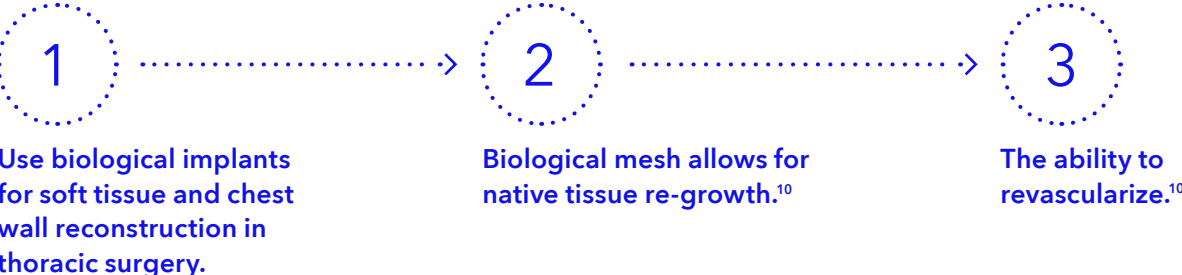 1
Use biological implants
for soft tissue and chest
wall reconstruction in
thoracic surgery.
2
Biological mesh allows for
native tissue re-growth.10
3
The ability to
revascularize.10